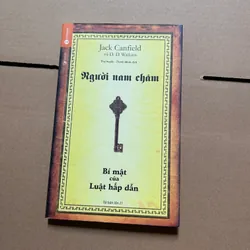 Jack Canfield
Người nam châm
Bí mật
của
Luật hấp dẫn